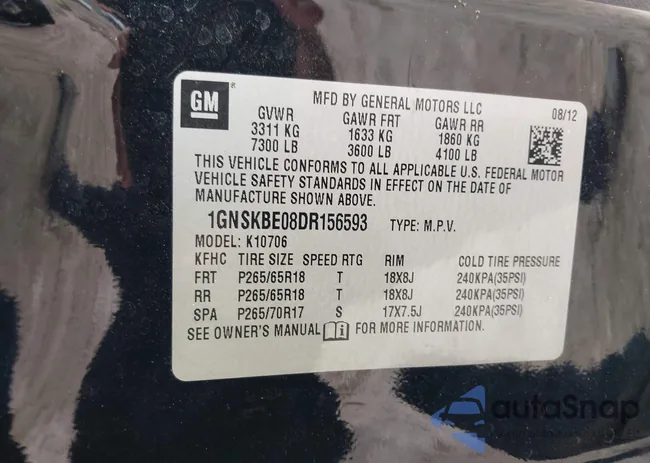 GM ®
MFD BY GENERAL MOTORS LLC 08/12
GVWR GAWR FRT GAWR RR
3311 KG 1633 KG 1860 KG
7300 LB 3600 LB 4100 LB
THIS VEHICLE CONFORMS TO ALL APPLICABLE U.S. FEDERAL MOTOR
VEHICLE SAFETY STANDARDS IN EFFECT ON THE DATE OF
MANUFACTURE SHOWN ABOVE.
1GNSKBE08DR156593 TYPE: M.P.V.
MODEL: K10706
KFHC TIRE SIZE SPEED RTG RIM COLD TIRE PRESSURE
FRT P265/65R18 T 18X8J 240KPA(35PSI)
RR P265/65R18 T 18X8J 240KPA(35PSI)
SPA P265/70R17 S 17X7.5J 240KPA(35PSI)
SEE OWNER'S MANUAL i FOR MORE INFORMATION.
autoSnap